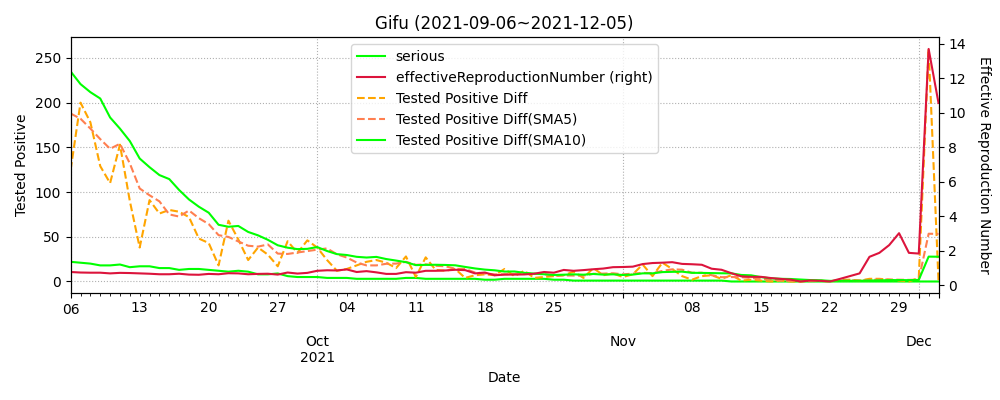 Gifu (2021-09-06~2021-12-05)
serious
effectiveReproductionNumber (right)
Tested Positive Diff
Tested Positive Diff(SMA5)
Tested Positive Diff(SMA10)
Tested Positive
250
200
150
100
50
0
14
12
10
8
6
4
2
0
Effective Reproduction Number
06 13 20 27 04 11 18 25 08 15 22 29
Oct Nov Dec
2021
Date